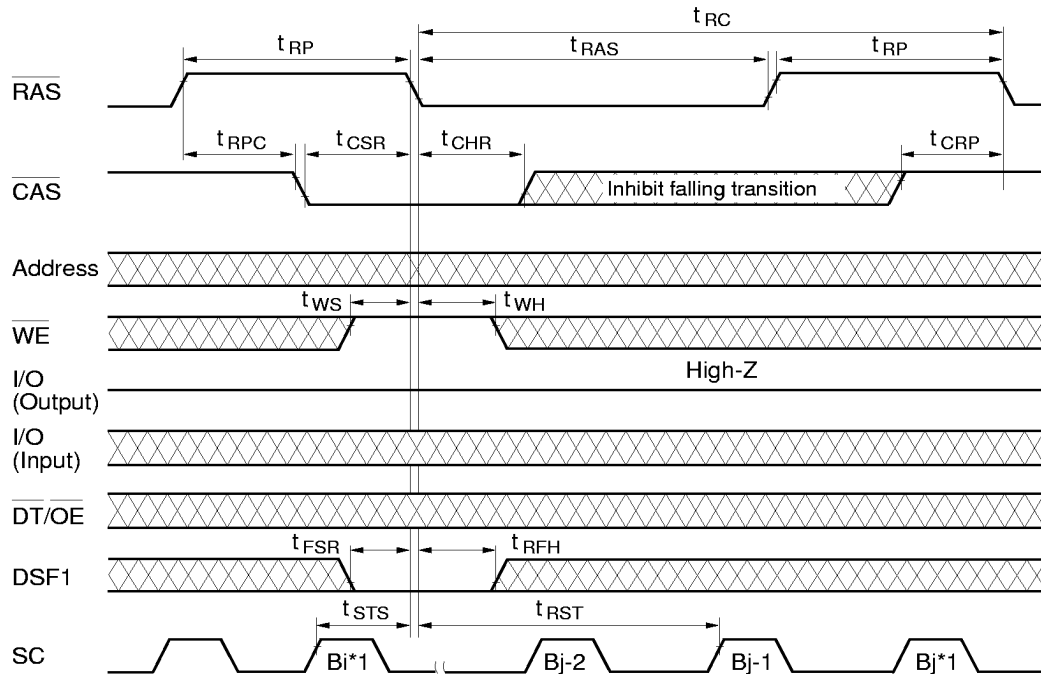 tRC
tRP tRAS tRP
RAS
tRPC tCSR tCHR tCRP
CAS Inhibit falling transition
Address
tWS tWH
WE
High-Z
I/O
(Output)
I/O
(Input)
DT/OE
tFSR tRFH
DSF1
tSTS tRST
SC Bi*1 Bj-2 Bj-1 Bj*1